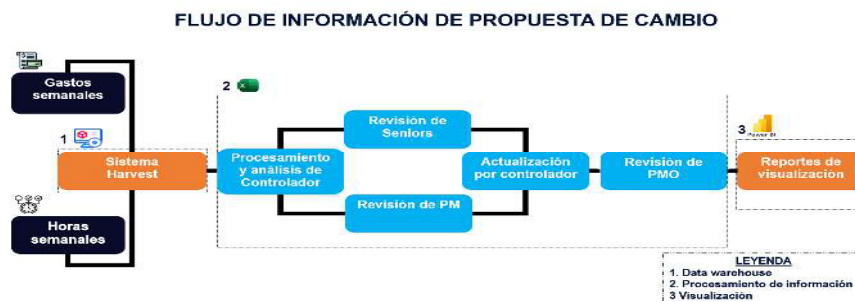 FLUJO DE INFORMACIÓN DE PROPUESTA DE CAMBIO
Gastos
semanales
1
Sistema
Harvest
Horas
semanales
2
Procesamiento
y análisis de
Controlador
Revisión de
Seniors
Revisión de PM
Actualización
por controlador
Revisión de
PMO
3
Power BI
Reportes de
visualización
LEYENDA
1. Data warehouse
2. Procesamiento de información
3 Visualización